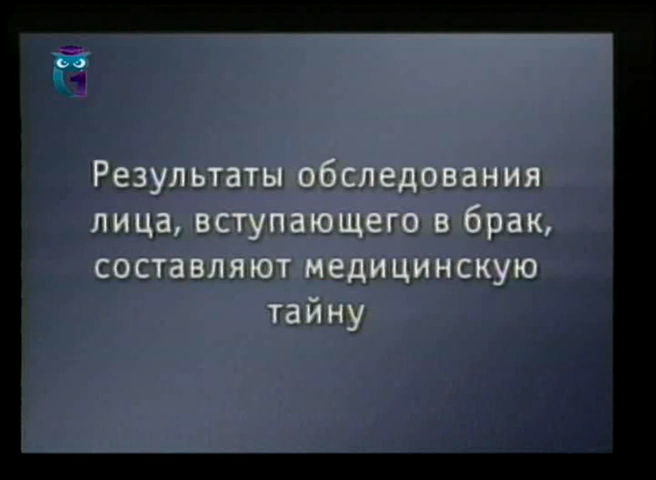 Результаты обследования
лица, вступающего в брак,
составляют медицинскую
тайну